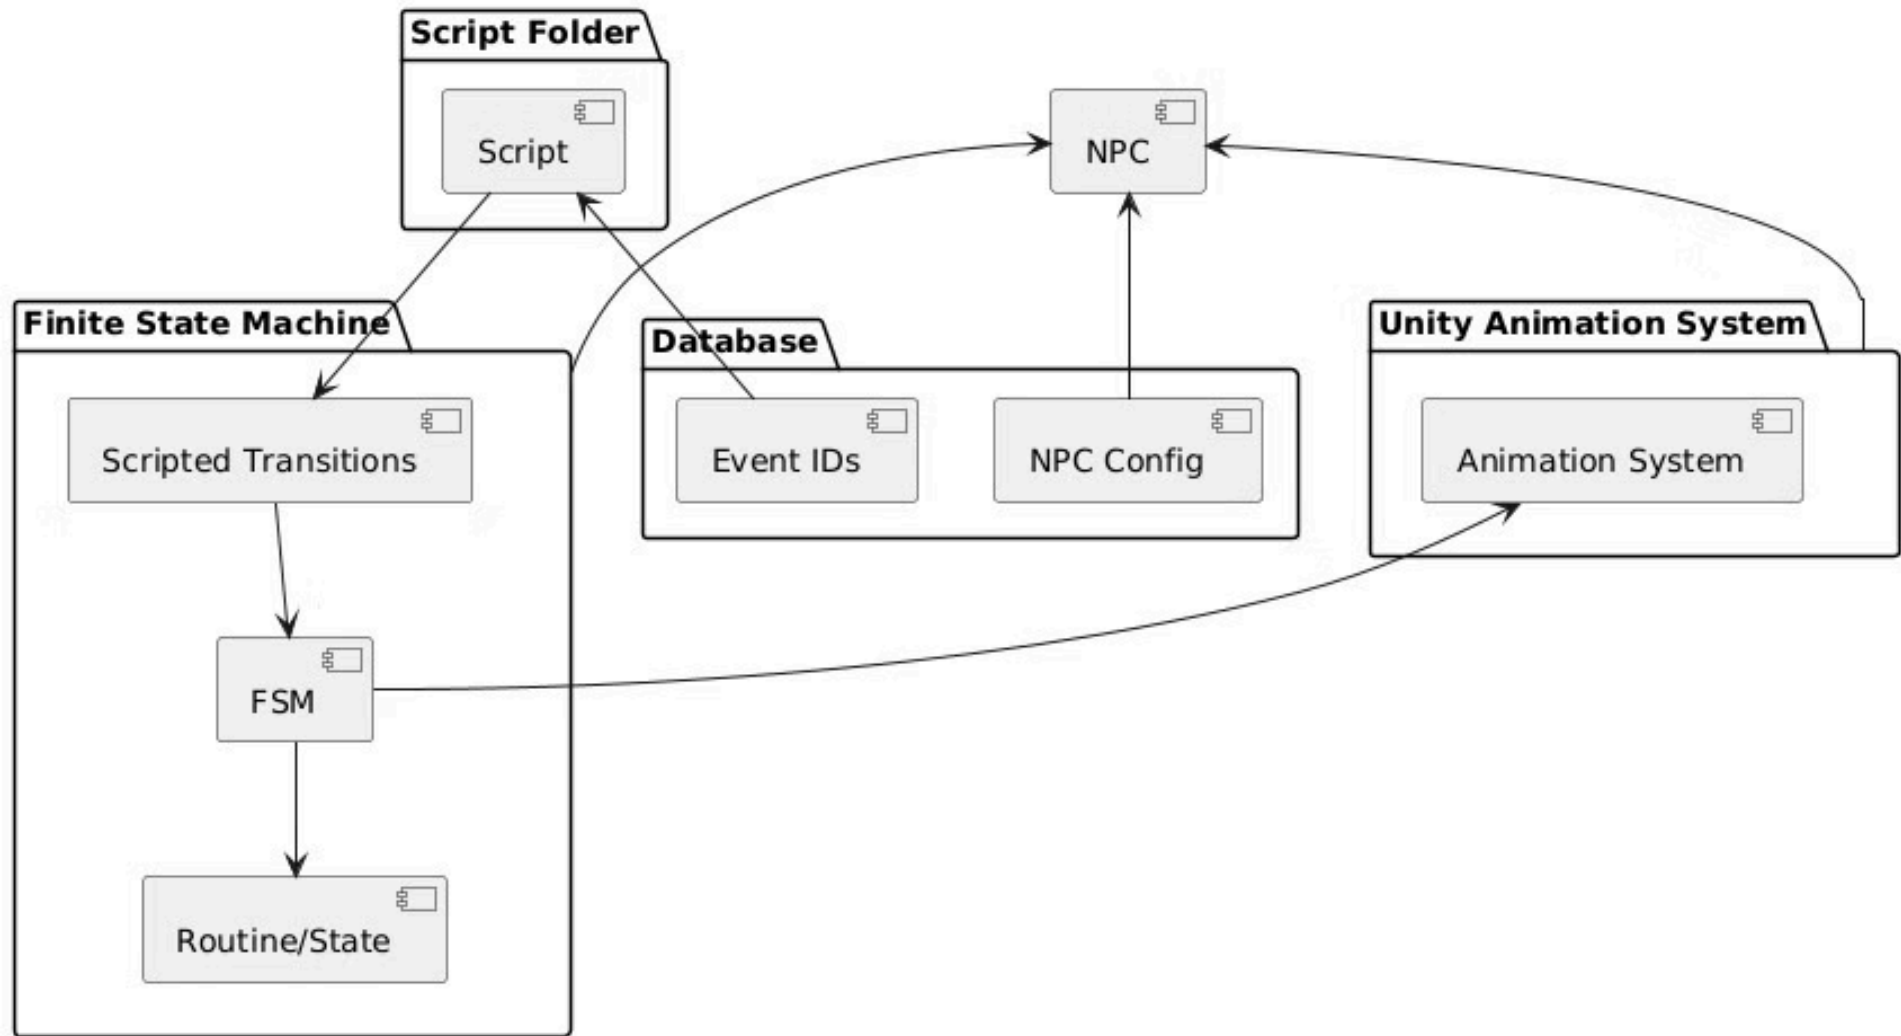 Script Folder
Script
NPC
Finite State Machine
Database
Unity Animation System
Scripted Transitions
Event IDs
NPC Config
Animation System
FSM
Routine/State